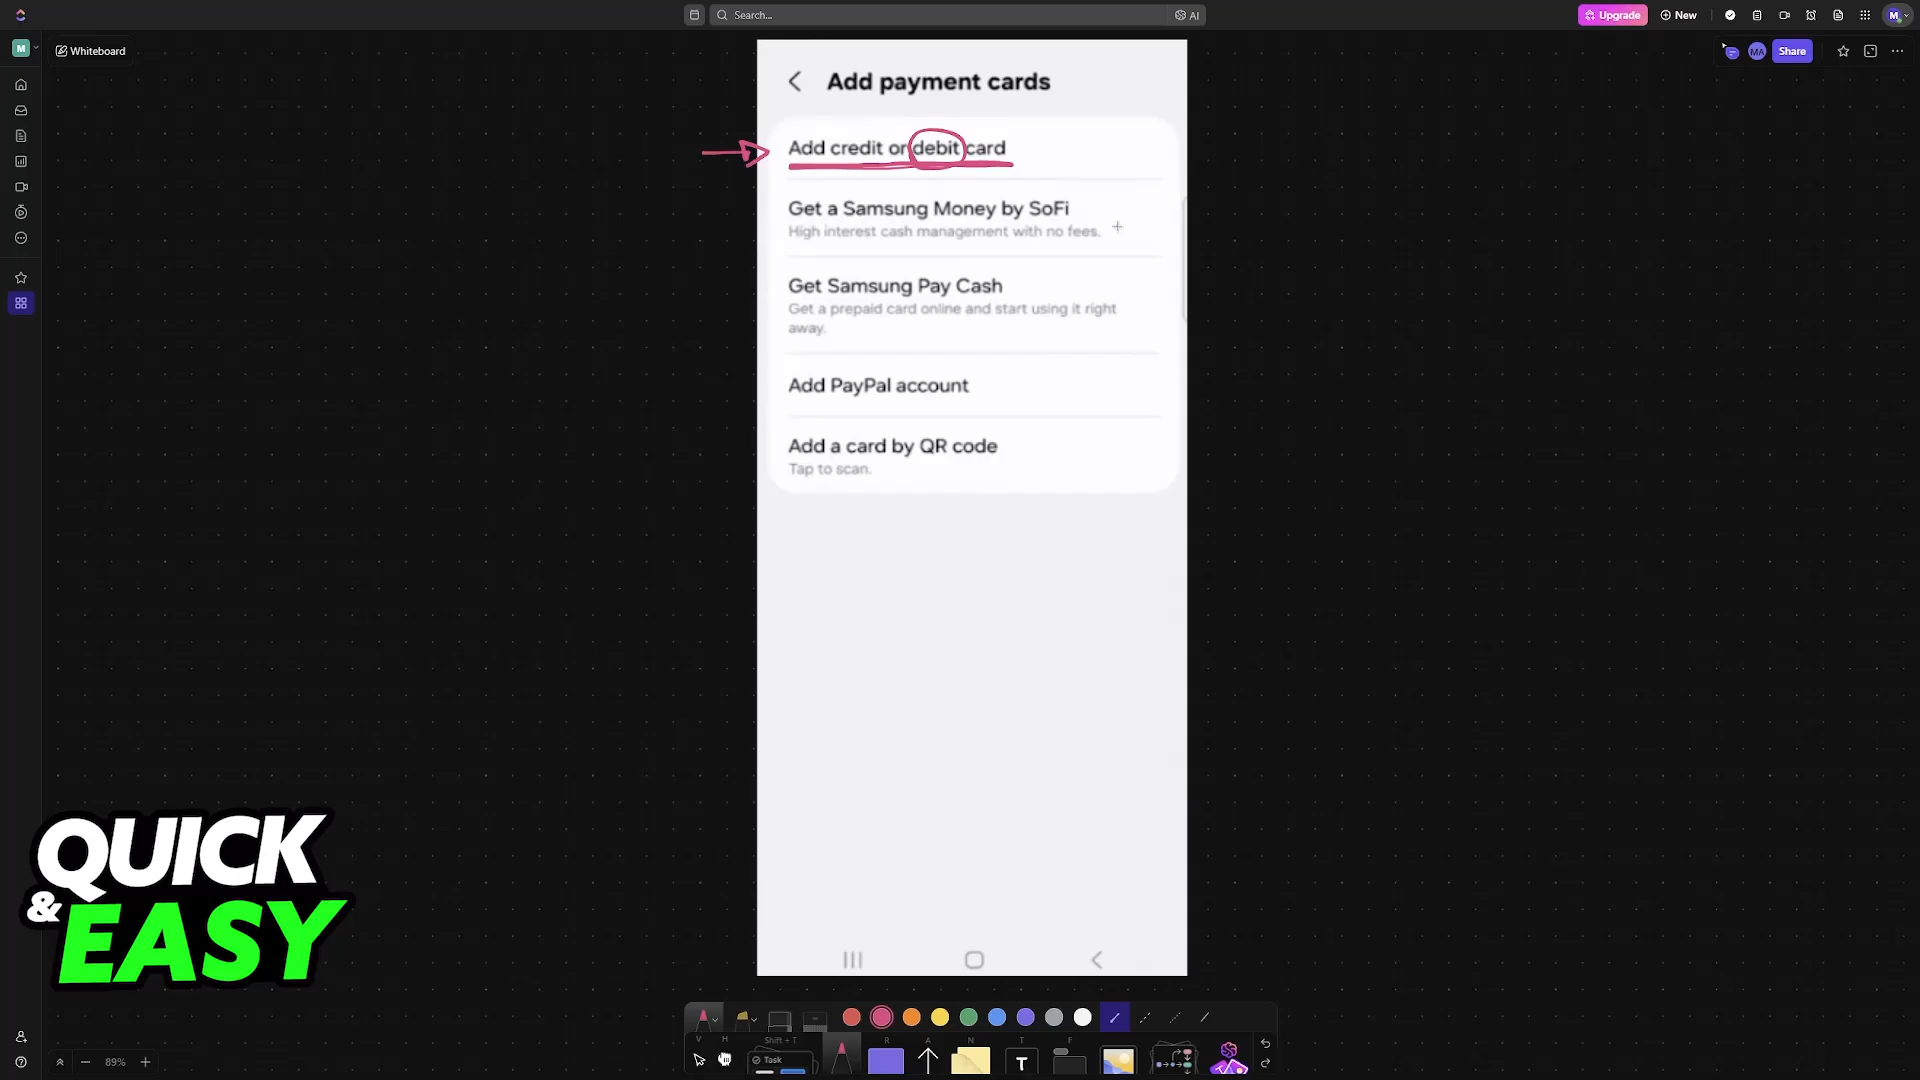 Search...
AI
Upgrade
New
M
M
Whiteboard
MA
Share
Add payment cards
Add credit or debit card
Get a Samsung Money by SoFi
High interest cash management with no fees.
Get Samsung Pay Cash
Get a prepaid card online and start using it right
away.
Add PayPal account
Add a card by QR code
Tap to scan.
QUICK
&EASY
V
H
Shift + T
R
A
N
T
F
Task
T
89%